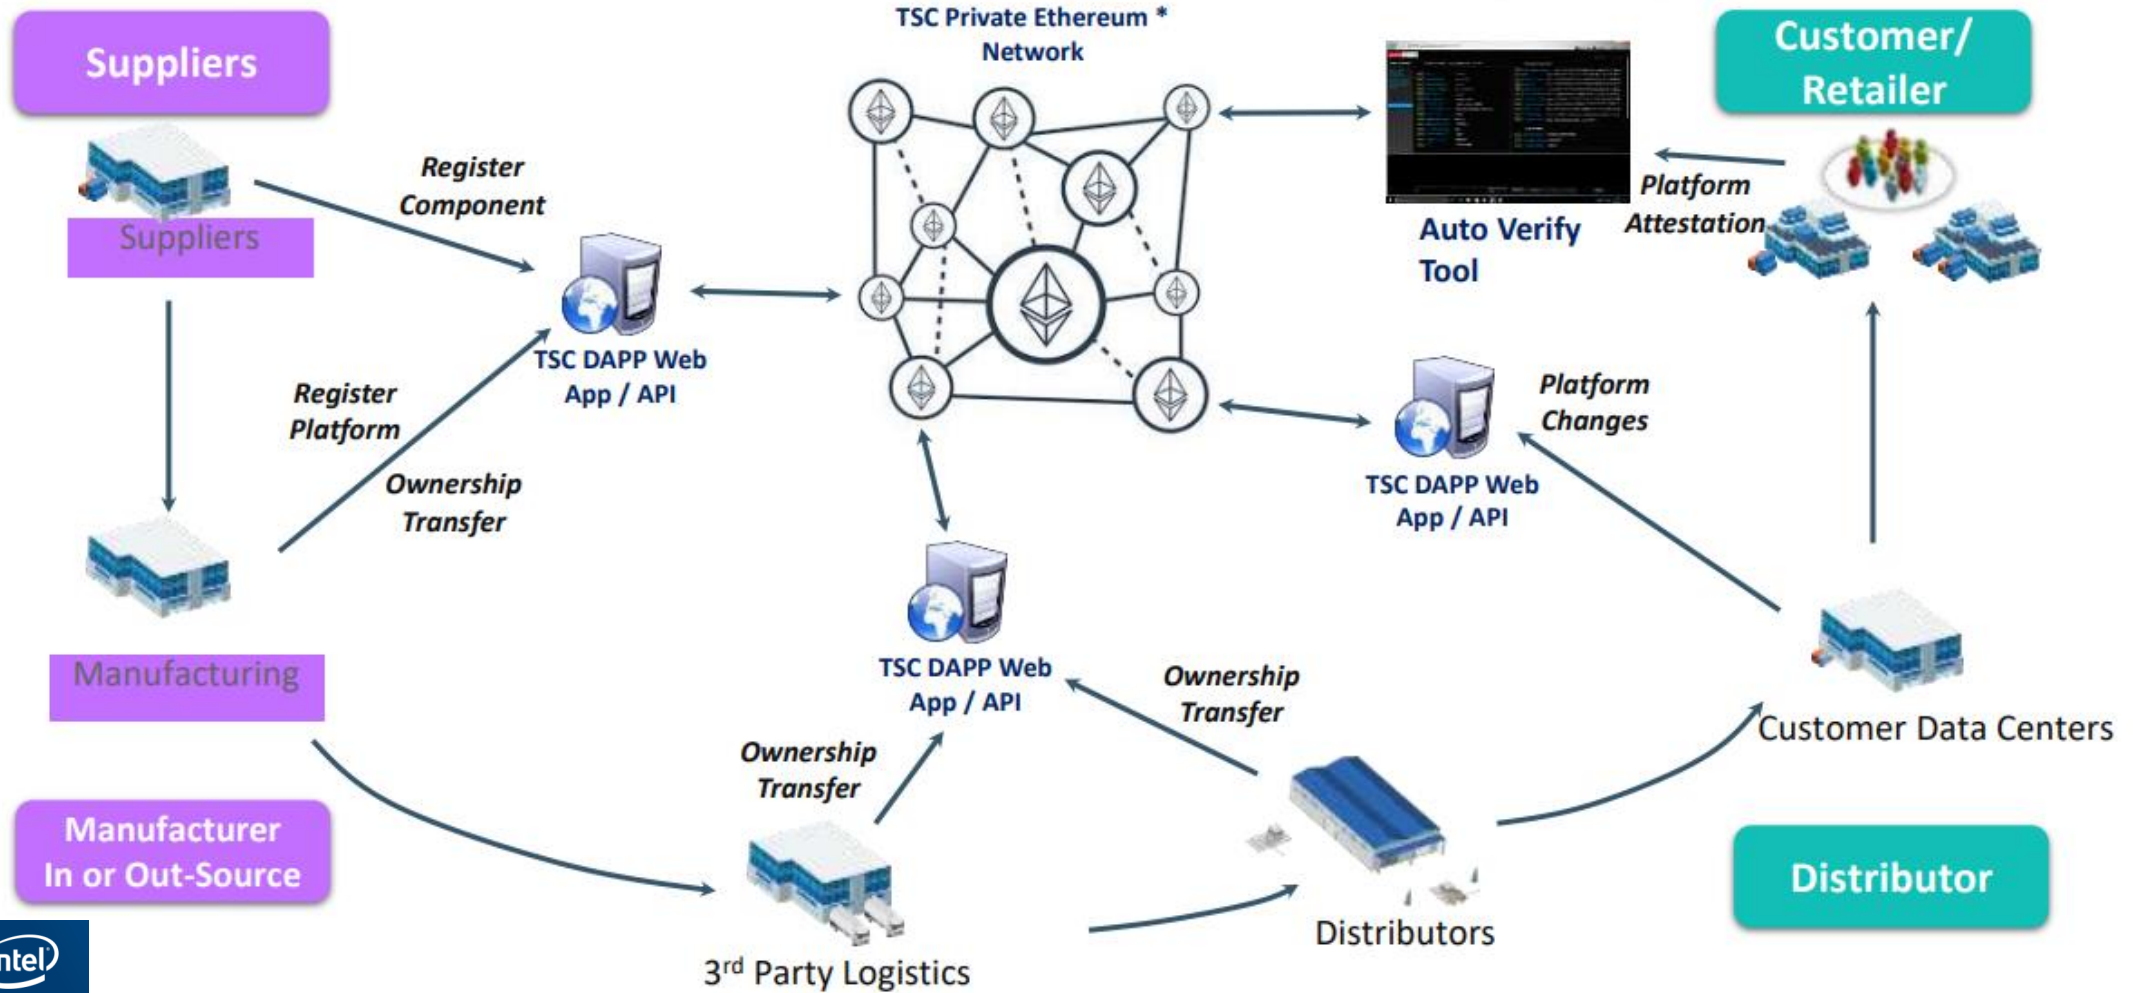 TSC Private Ethereum *
Network
Suppliers
Customer/
Retailer
Register
Component
Suppliers
Platform
Attestation
Auto Verify
Tool
TSC DAPP Web
App / API
Register
Platform
Ownership
Transfer
Platform
Changes
TSC DAPP Web
App / API
TSC DAPP Web
App / API
Manufacturing
Ownership
Transfer
Ownership
Transfer
Customer Data Centers
Manufacturer
In or Out-Source
Distributor
Distributors
3rd Party Logistics
intel